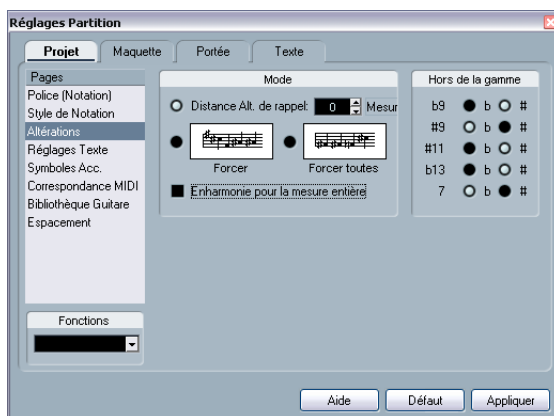 Réglages Partition
Projet Maquette Portée Texte
Pages
Police (Notation)
Style de Notation
Altérations
Réglages Texte
Symboles Acc.
Correspondance MIDI
Bibliothèque Guitare
Espacement
Fonctions
Mode
Distance Alt. de rappel: 0 Mesur
Forcer Forcer toutes
Enharmonie pour la mesure entière
Hors de la gamme
b9 b #
#9 b #
#11 b #
b13 b #
7 b #
Aide Défaut Appliquer